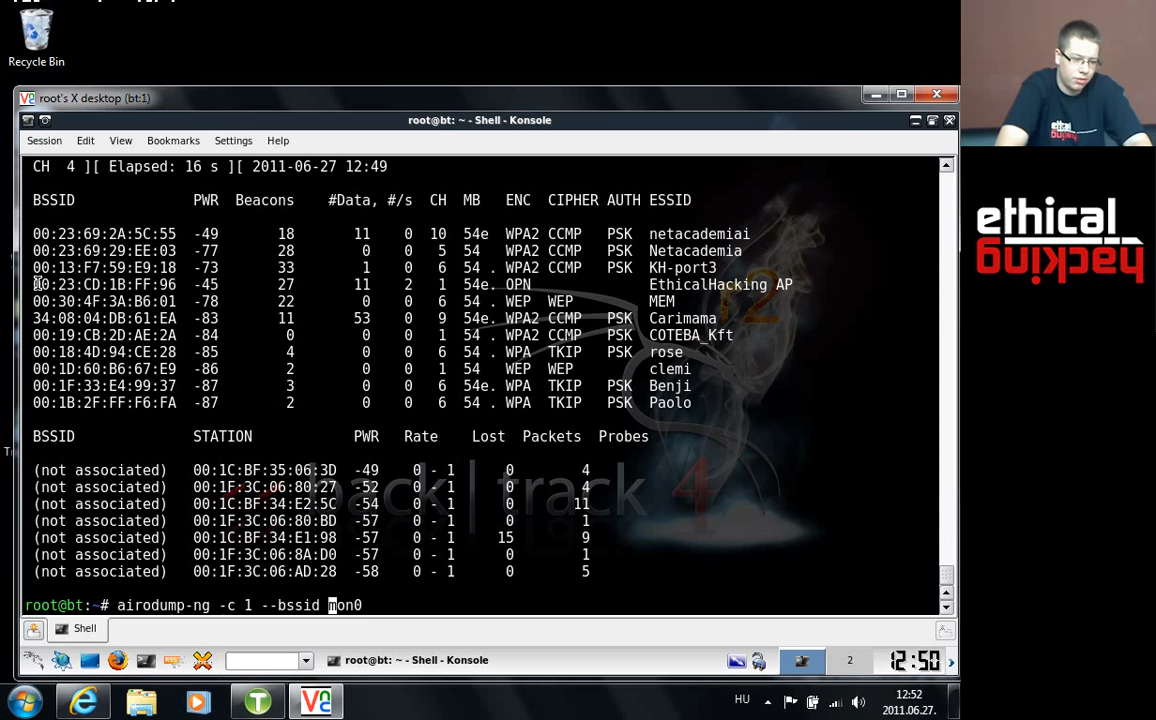 Recycle Bin
root's X desktop (bt:1)
root@bt: ~ - Shell - Konsole
Session Edit View Bookmarks Settings Help
CH 4 ][ Elapsed: 16 s ][ 2011-06-27 12:49
BSSID PWR Beacons #Data, #/s CH MB ENC CIPHER AUTH ESSID
00:23:69:2A:5C:55 -49 18 11 0 10 54e WPA2 CCMP PSK netacademiai
00:23:69:29:EE:03 -77 28 0 0 5 54 WPA2 CCMP PSK Netacademia
00:13:F7:59:E9:18 -73 33 1 0 6 54 . WPA2 CCMP PSK KH-port3
00:23:CD:1B:FF:96 -45 27 11 2 1 54e. OPN EthicalHacking AP
00:30:4F:3A:B6:01 -78 22 0 0 6 54 . WEP WEP MEM
34:08:04:DB:61:EA -83 11 53 0 9 54e. WPA2 CCMP PSK Carimama
00:19:CB:2D:AE:2A -84 0 0 0 1 54 . WPA2 CCMP PSK COTEBA_Kft
00:18:4D:94:CE:28 -85 4 0 0 6 54 . WPA TKIP PSK rose
00:1D:60:B6:67:E9 -86 2 0 0 1 54 WEP WEP clemi
00:1F:33:E4:99:37 -87 3 0 0 6 54e. WPA TKIP PSK Benji
00:1B:2F:FF:F6:FA -87 2 0 0 6 54 . WPA TKIP PSK Paolo
BSSID STATION PWR Rate Lost Packets Probes
(not associated) 00:1C:BF:35:06:3D -49 0 - 1 0 4
(not associated) 00:1F:3C:06:80:27 -52 0 - 1 0 4
(not associated) 00:1C:BF:34:E2:5C -54 0 - 1 0 11
(not associated) 00:1F:3C:06:80:BD -57 0 - 1 0 1
(not associated) 00:1C:BF:34:E1:98 -57 0 - 1 15 9
(not associated) 00:1F:3C:06:8A:D0 -57 0 - 1 0 1
(not associated) 00:1F:3C:06:AD:28 -58 0 - 1 0 5
<< back | track 4
root@bt:~# airodump-ng -c 1 --bssid mon0
Shell
root@bt: ~ - Shell - Konsole 2 12:50
HU 12:52
2011.06.27.
ethical
hacking
ethical
hacking